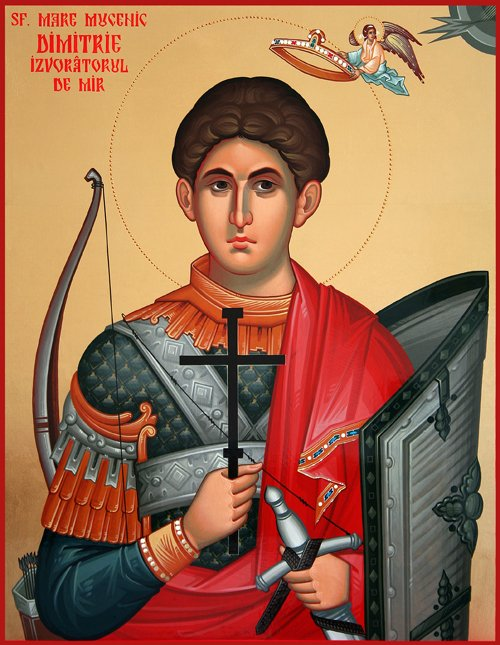 SF. MARE MUCENIC
DIMITRIE
IZVORÂTORUL
DE MIR